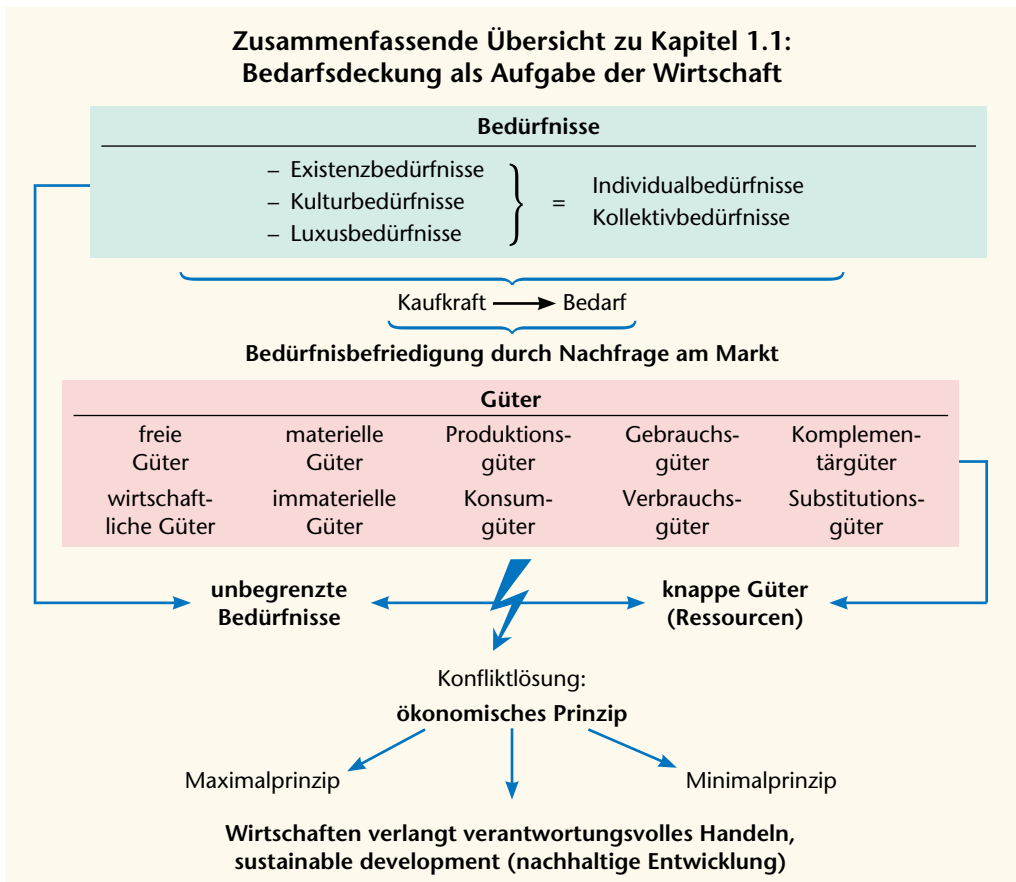 Zusammenfassende Übersicht zu Kapitel 1.1:
Bedarfsdeckung als Aufgabe der Wirtschaft
Bedürfnisse
– Existenzbedürfnisse
– Kulturbedürfnisse
– Luxusbedürfnisse
=
Individualbedürfnisse
Kollektivbedürfnisse
Kaufkraft → Bedarf
Bedürfnisbefriedigung durch Nachfrage am Markt
Güter
freie
Güter
materielle
Güter
Produktions-
güter
Gebrauchs-
güter
Komplemen-
tärgüter
wirtschaft-
liche Güter
immaterielle
Güter
Konsum-
güter
Verbrauchs-
güter
Substitutions-
güter
unbegrenzte
Bedürfnisse
knappe Güter
(Ressourcen)
Konfliktlösung:
ökonomisches Prinzip
Maximalprinzip
Minimalprinzip
Wirtschaften verlangt verantwortungsvolles Handeln,
sustainable development (nachhaltige Entwicklung)